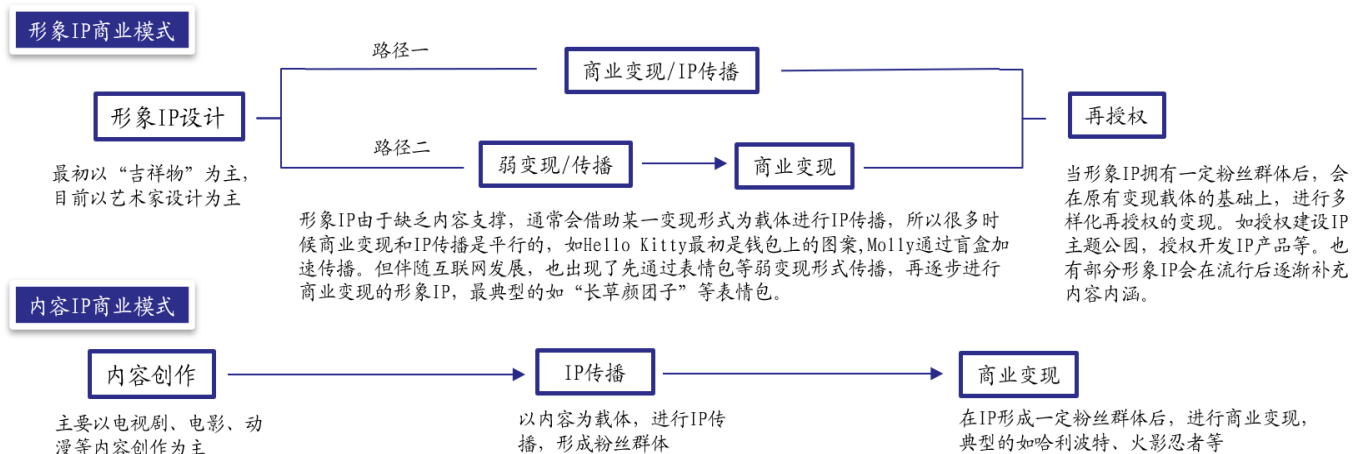 形象IP商业模式
路径一
商业变现/IP传播
形象IP设计
再授权
路径二
弱变现/传播
商业变现
最初以“吉祥物”为主，
目前以艺术家设计为主
形象IP由于缺乏内容支撑，通常会借助某一变现形式为载体进行IP传播，所以很多时
候商业变现和IP传播是平行的，如Hello Kitty最初是钱包上的图案,Molly通过盲盒加
速传播。但伴随互联网发展，也出现了先通过表情包等弱变现形式传播，再逐步进行
商业变现的形象IP，最典型的如“长草颜团子”等表情包。
当形象IP拥有一定粉丝群体后，会
在原有变现载体的基础上，进行多
样化再授权的变现。如授权建设IP
主题公园，授权开发IP产品等。也
有部分形象IP会在流行后逐渐补充
内容内涵。
内容IP商业模式
内容创作
IP传播
商业变现
主要以电视剧、电影、动
漫等内容创作为主
以内容为载体，进行IP传
播，形成粉丝群体
在IP形成一定粉丝群体后，进行商业变现，
典型的如哈利波特、火影忍者等